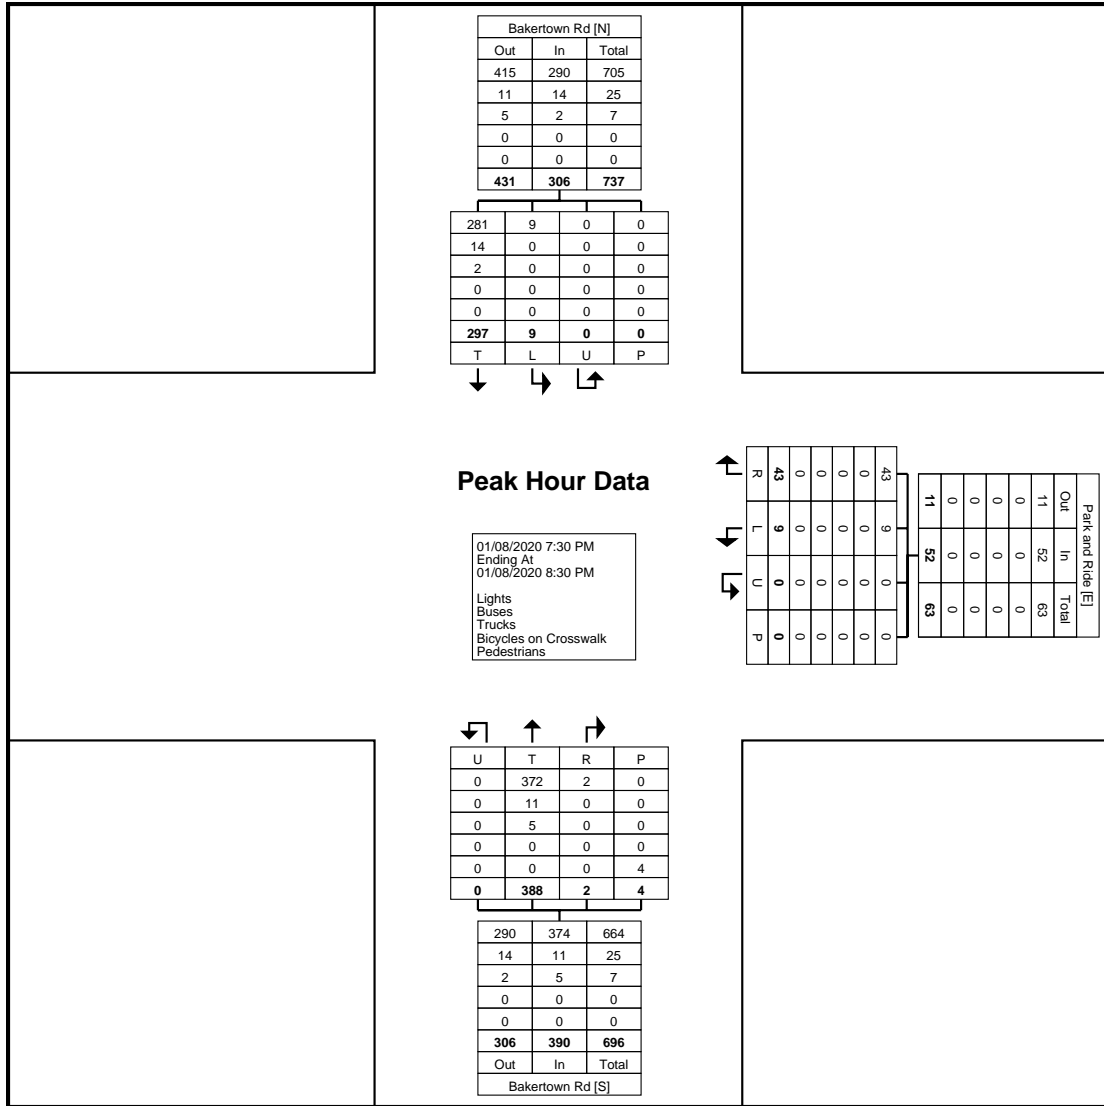 Bakertown Rd [N]
Out In Total
415 290 705
11 14 25
5 2 7
0 0 0
0 0 0
431 306 737
281 9 0 0
14 0 0 0
2 0 0 0
0 0 0 0
0 0 0 0
297 9 0 0
T L U P
Peak Hour Data
01/08/2020 7:30 PM
Ending At
01/08/2020 8:30 PM
Lights
Buses
Trucks
Bicycles on Crosswalk
Pedestrians
Park and Ride [E]
Out In Total
11 52 63
0 0 0
0 0 0
0 0 0
0 0 0
11 52 63
43 9 0 0
0 0 0 0
0 0 0 0
0 0 0 0
0 0 0 0
43 9 0 0
R L U P
U T R P
0 372 2 0
0 11 0 0
0 5 0 0
0 0 0 0
0 0 0 4
0 388 2 4
290 374 664
14 11 25
2 5 7
0 0 0
0 0 0
306 390 696
Out In Total
Bakertown Rd [S]